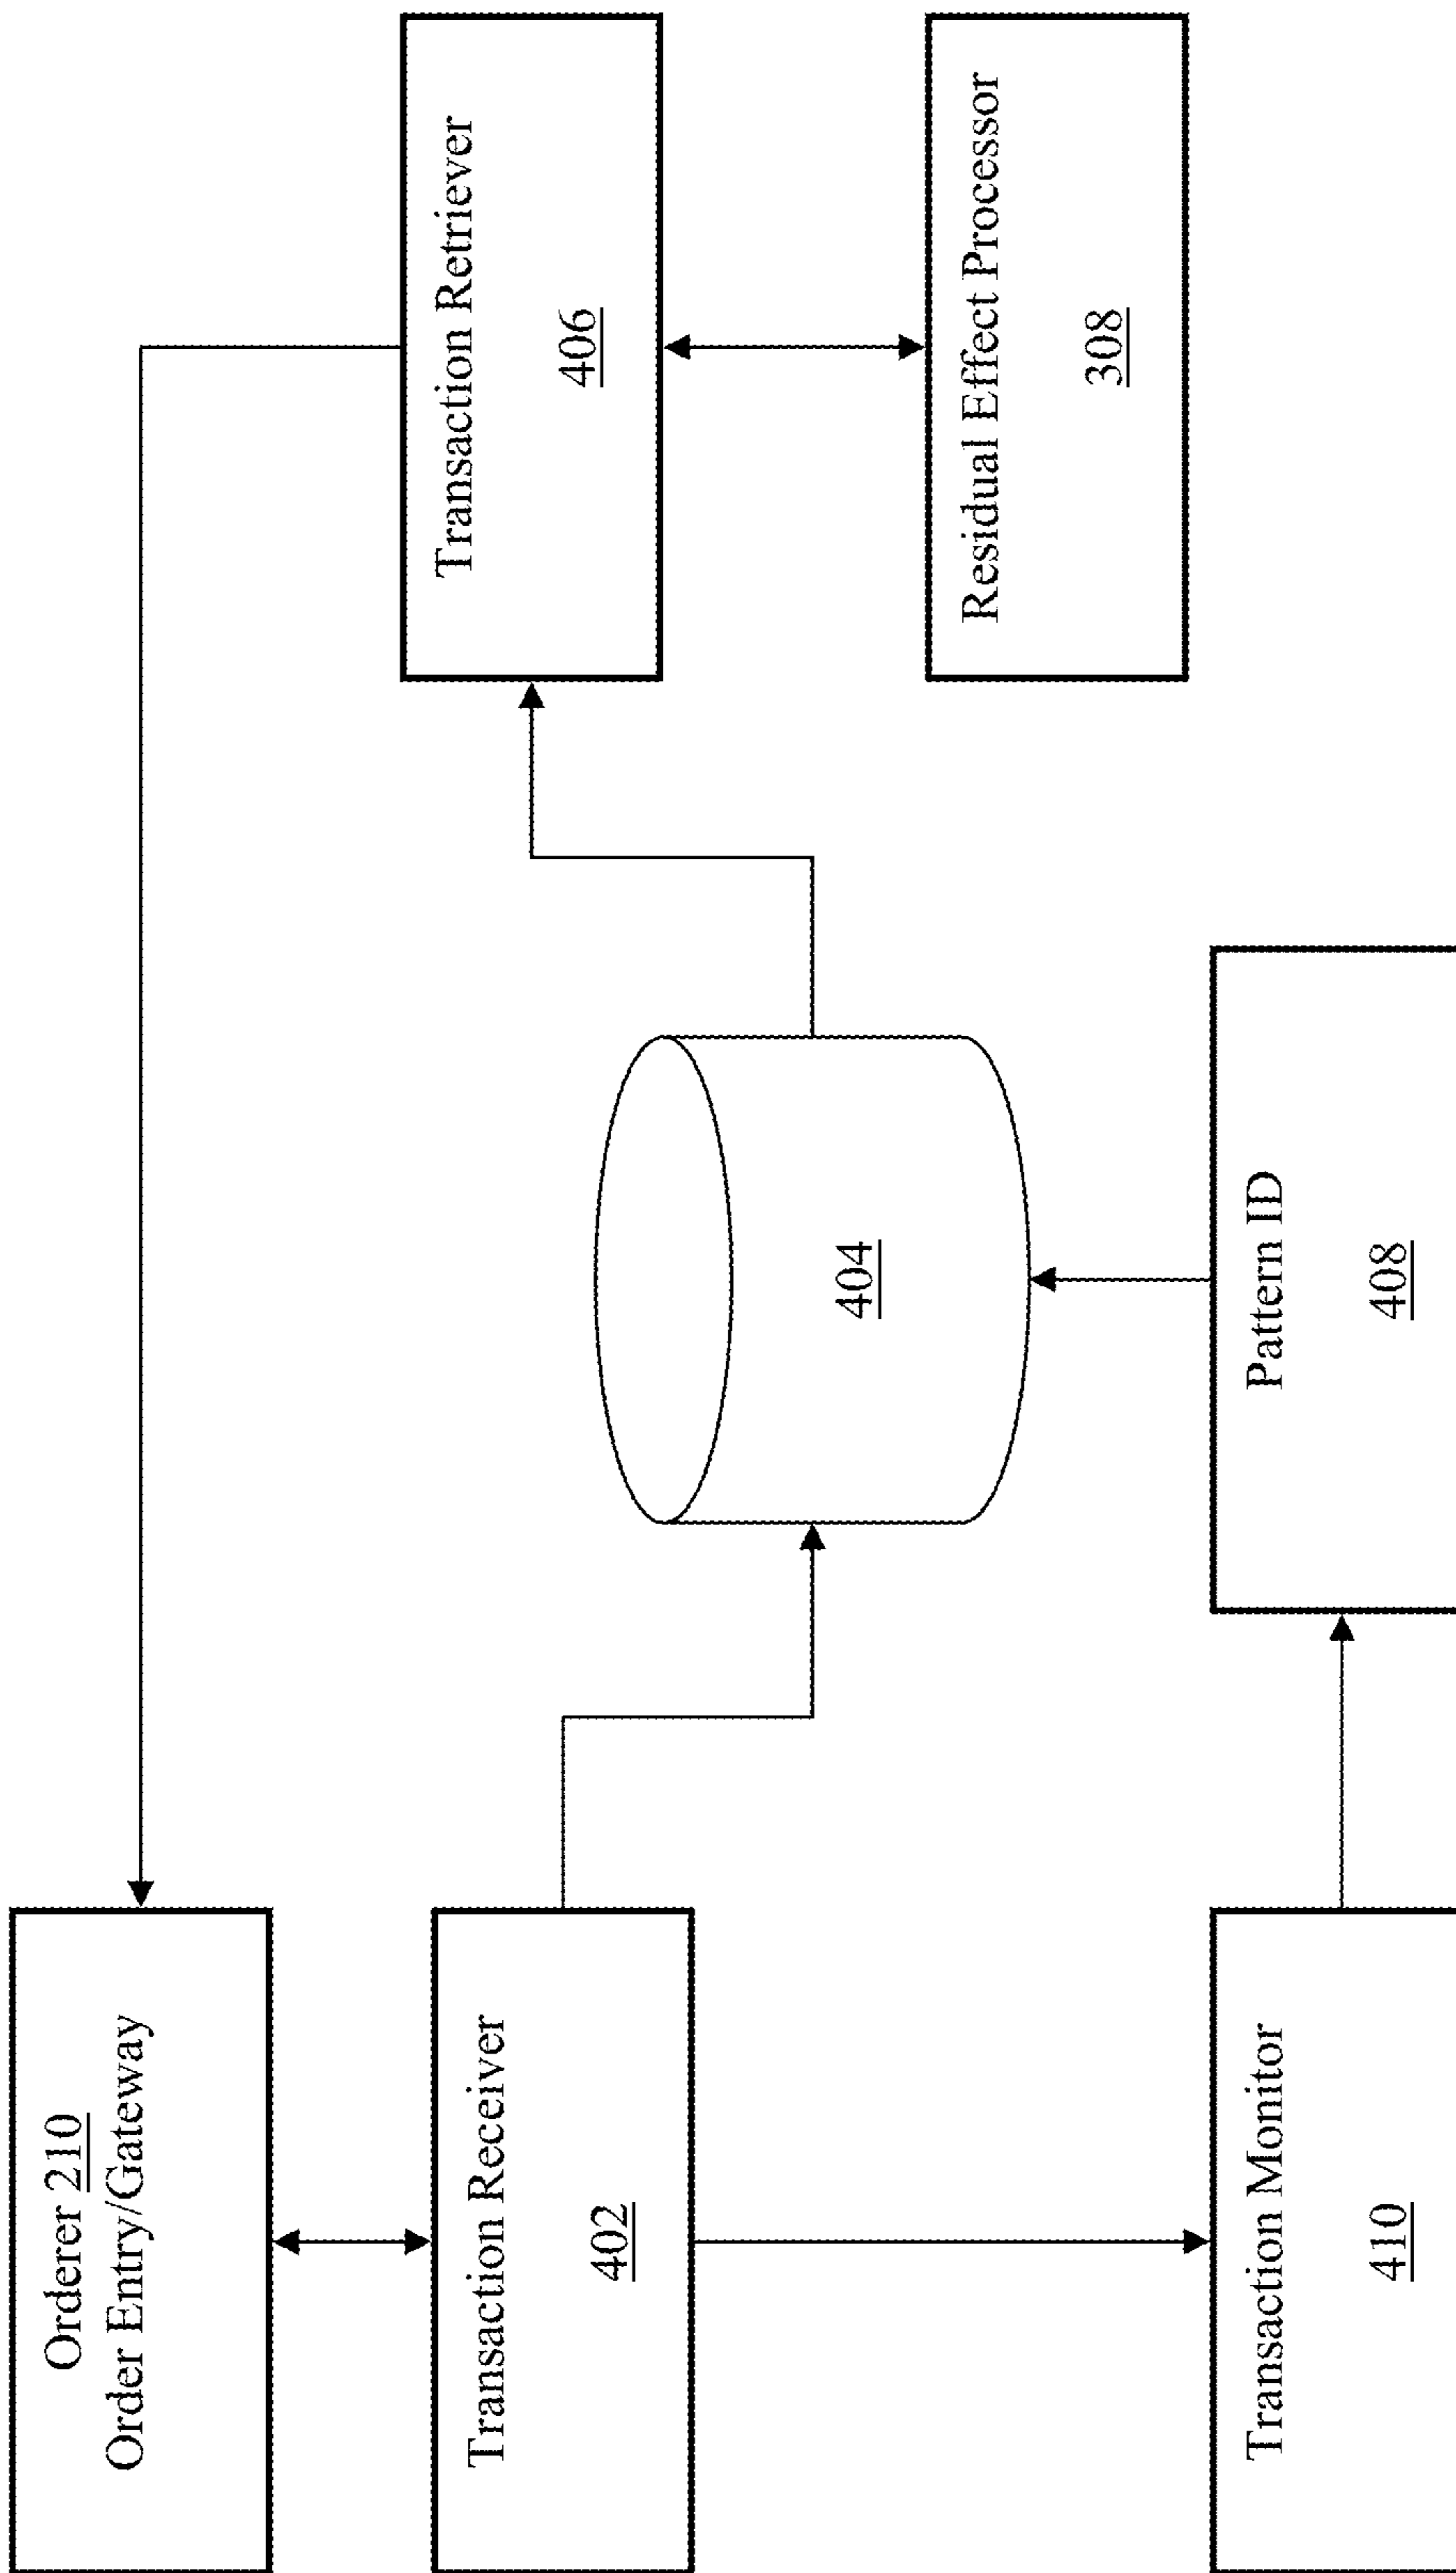 Orderer 210
Order Entry/Gateway
Transaction Receiver
402
Transaction Monitor
410
404
Pattern ID
408
Transaction Retriever
406
Residual Effect Processor
308